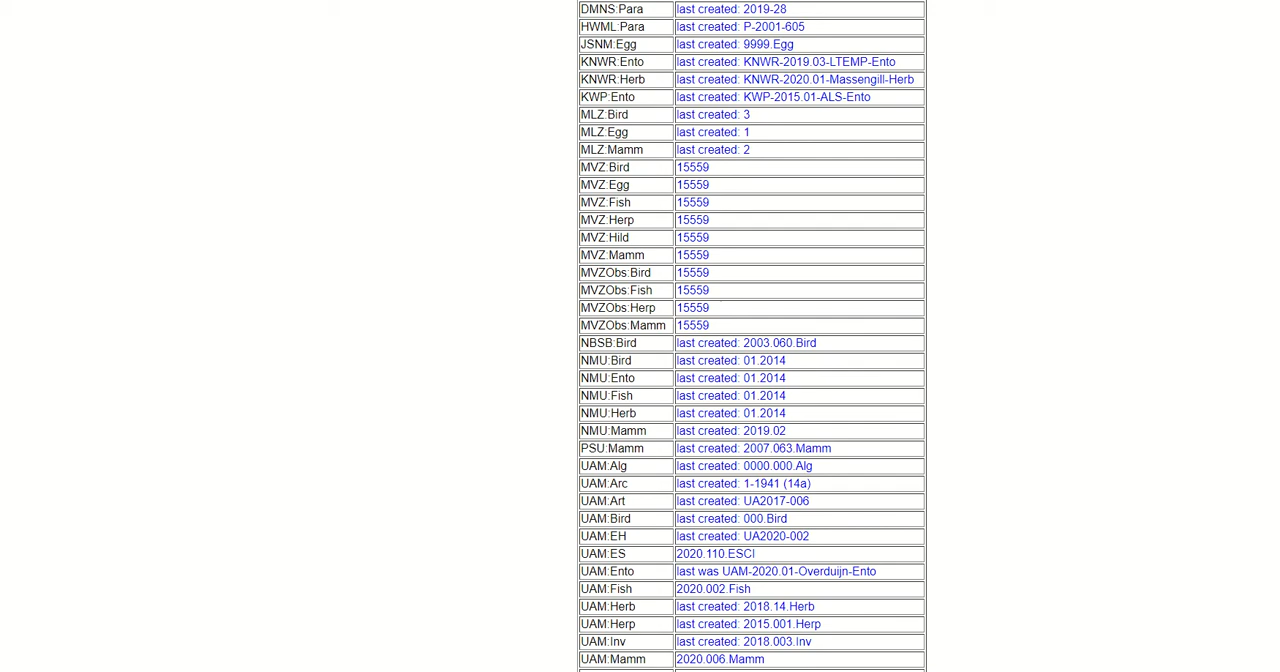 DMNS:Para last created: 2019-28
HWML:Para last created: P-2001-605
JSNM:Egg last created: 9999.Egg
KNWR:Ento last created: KNWR-2019.03-LTEMP-Ento
KNWR:Herb last created: KNWR-2020.01-Massengill-Herb
KWP:Ento last created: KWP-2015.01-ALS-Ento
MLZ:Bird last created: 3
MLZ:Egg last created: 1
MLZ:Mamm last created: 2
MVZ:Bird 15559
MVZ:Egg 15559
MVZ:Fish 15559
MVZ:Herp 15559
MVZ:Hild 15559
MVZ:Mamm 15559
MVZObs:Bird 15559
MVZObs:Fish 15559
MVZObs:Herp 15559
MVZObs:Mamm 15559
NBSB:Bird last created: 2003.060.Bird
NMU:Bird last created: 01.2014
NMU:Ento last created: 01.2014
NMU:Fish last created: 01.2014
NMU:Herb last created: 01.2014
NMU:Mamm last created: 2019.02
PSU:Mamm last created: 2007.063.Mamm
UAM:Alg last created: 0000.000.Alg
UAM:Arc last created: 1-1941 (14a)
UAM:Art last created: UA2017-006
UAM:Bird last created: 000.Bird
UAM:EH last created: UA2020-002
UAM:ES 2020.110.ESCI
UAM:Ento last was UAM-2020.01-Overduijn-Ento
UAM:Fish 2020.002.Fish
UAM:Herb last created: 2018.14.Herb
UAM:Herp last created: 2015.001.Herp
UAM:Inv last created: 2018.003.Inv
UAM:Mamm 2020.006.Mamm